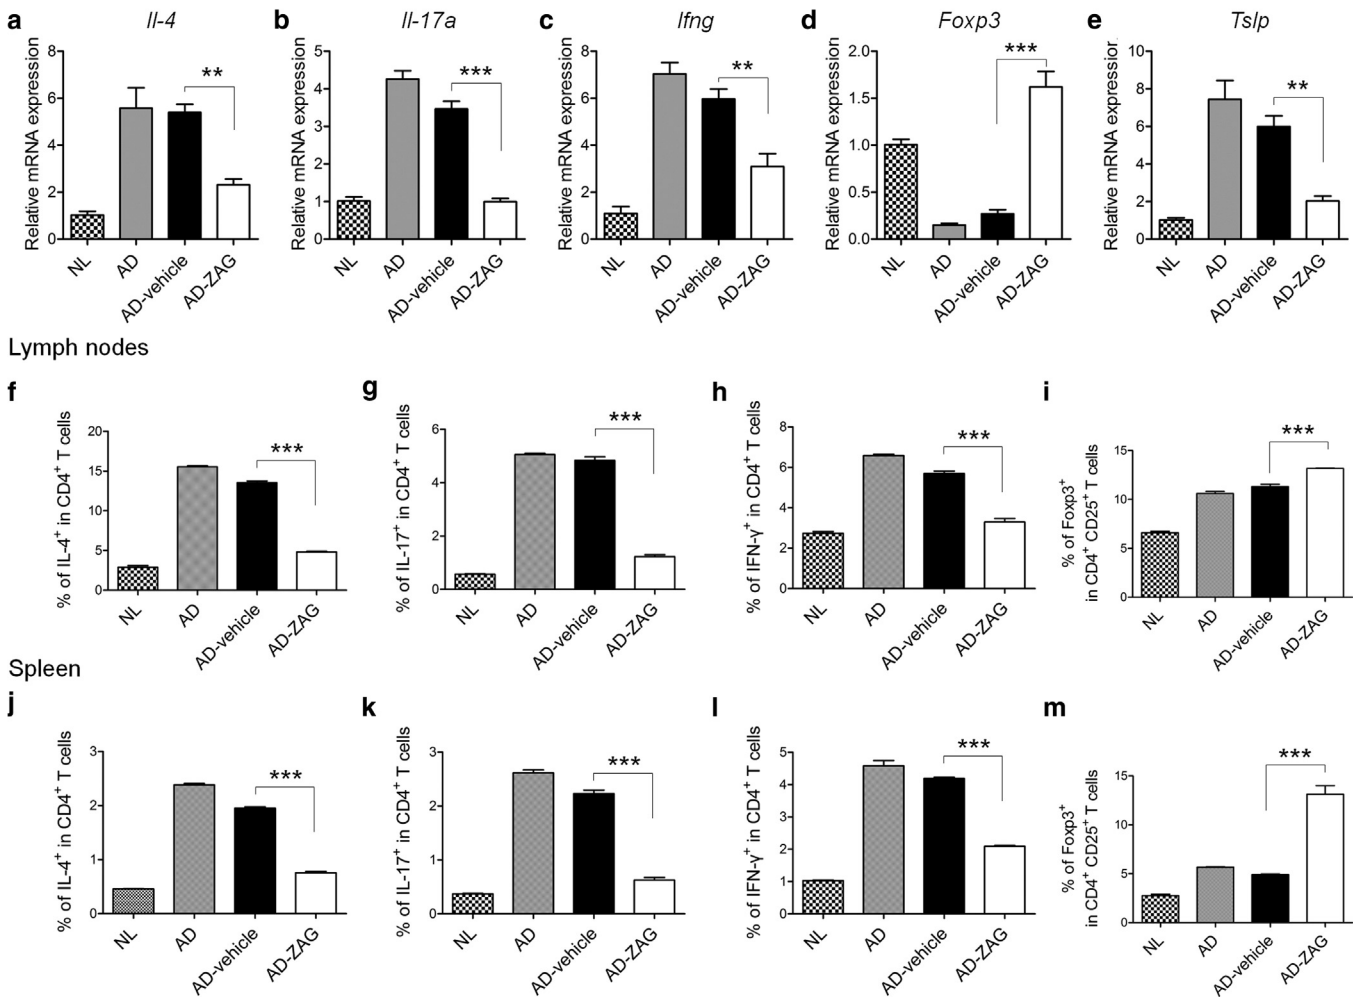 a Il-4 b Il-17a c Ifng d Foxp3 e Tslp
Relative mRNA expression
8
6
4
2
0
**
NL AD AD-vehicle AD-ZAG
Relative mRNA expression
5
4
3
2
1
0
***
NL AD AD-vehicle AD-ZAG
Relative mRNA expression
8
6
4
2
0
**
NL AD AD-vehicle AD-ZAG
Relative mRNA expression
2.0
1.5
1.0
0.5
0.0
***
NL AD AD-vehicle AD-ZAG
Relative mRNA expression
10
8
6
4
2
0
**
NL AD AD-vehicle AD-ZAG
Lymph nodes
f
% of IL-4⁺ in CD4⁺ T cells
20
15
10
5
0
***
NL AD AD-vehicle AD-ZAG
g
% of IL-17⁺ in CD4⁺ T cells
6
4
2
0
***
NL AD AD-vehicle AD-ZAG
h
% of IFN-γ⁺ in CD4⁺ T cells
8
6
4
2
0
***
NL AD AD-vehicle AD-ZAG
i
% of Foxp3⁺
in CD4⁺ CD25⁺ T cells
15
10
5
0
***
NL AD AD-vehicle AD-ZAG
Spleen
j
% of IL-4⁺ in CD4⁺ T cells
3
2
1
0
***
NL AD AD-vehicle AD-ZAG
k
% of IL-17⁺ in CD4⁺ T cells
3
2
1
0
***
NL AD AD-vehicle AD-ZAG
l
% of IFN-γ⁺ in CD4⁺ T cells
5
4
3
2
1
0
***
NL AD AD-vehicle AD-ZAG
m
% of Foxp3⁺
in CD4⁺ CD25⁺ T cells
15
10
5
0
***
NL AD AD-vehicle AD-ZAG